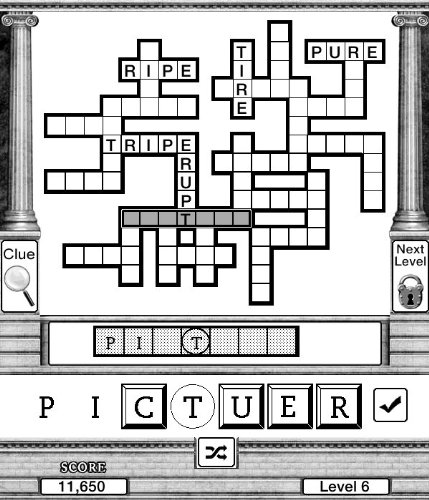 PURE
TIRE
RIPE
TRIPE
ERUPT
Clue
Next
Level
P I T
P I C T U E R
SCORE
11,650
Level 6